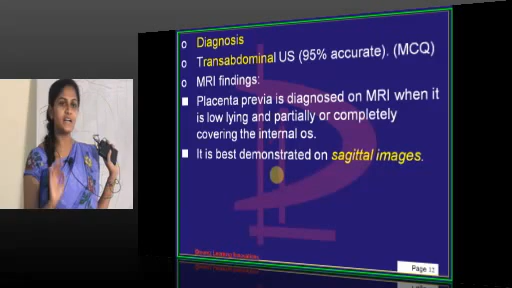 Diagnosis
Transabdominal US (95% accurate). (MCQ)
MRI findings:
Placenta previa is diagnosed on MRI when it
is low lying and partially or completely
covering the internal os.
It is best demonstrated on sagittal images.
Page 12